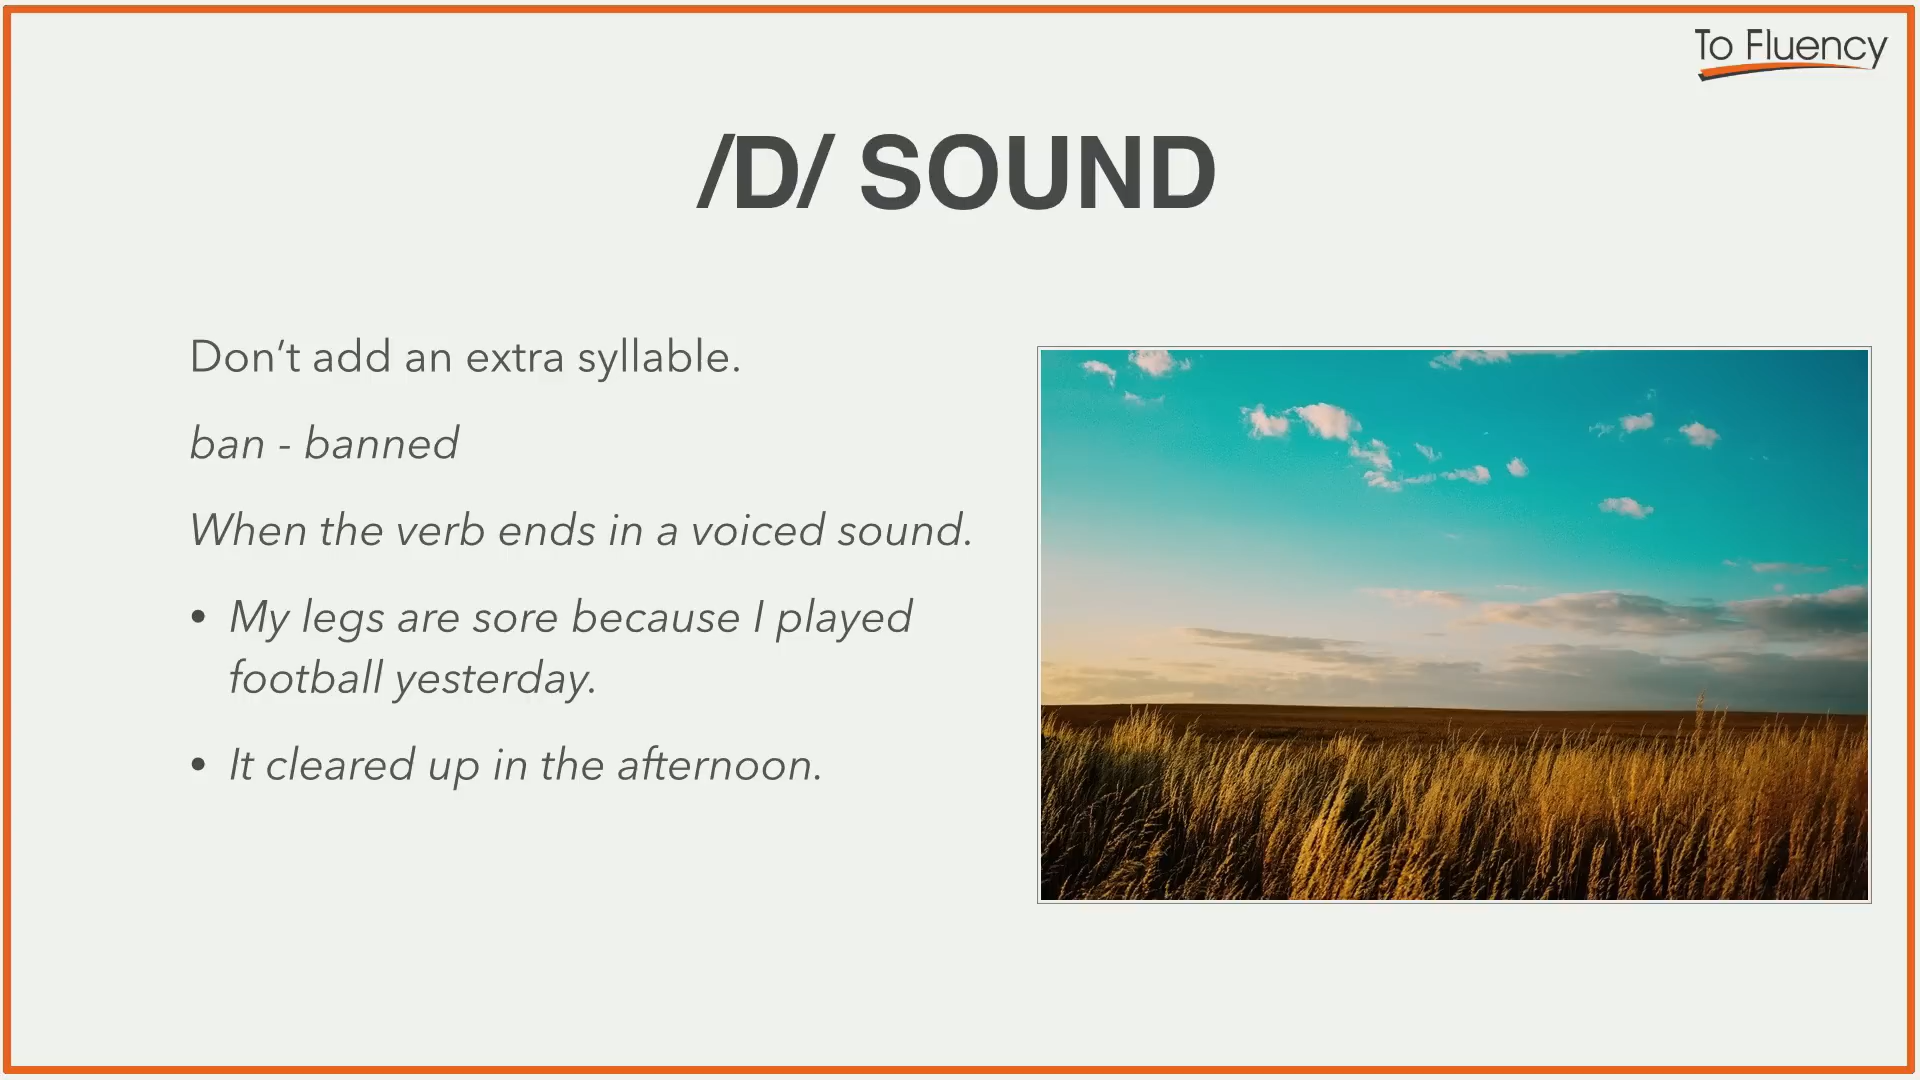 To Fluency
/D/ SOUND
Don’t add an extra syllable.
ban - banned
When the verb ends in a voiced sound.
• My legs are sore because I played
football yesterday.
• It cleared up in the afternoon.